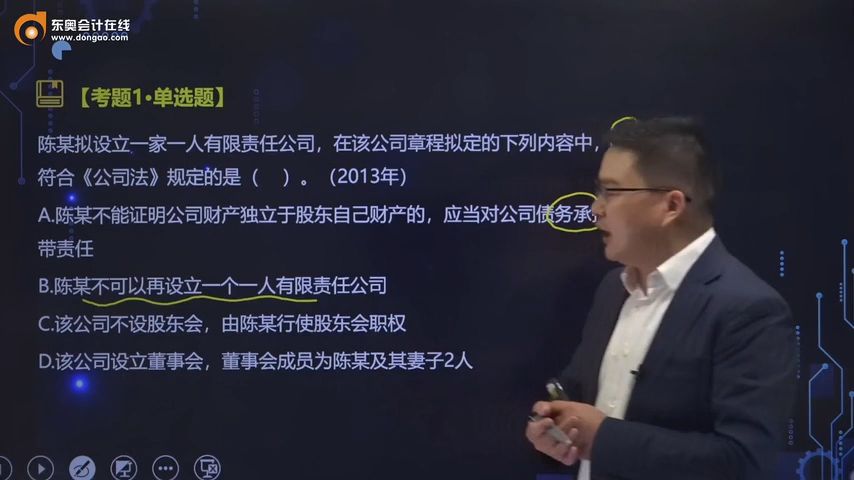 东奥会计在线
www.dongao.com
【考题1·单选题】
陈某拟设立一家一人有限责任公司，在该公司章程拟定的下列内容中，
符合《公司法》规定的是（ ）。（2013年）
A.陈某不能证明公司财产独立于股东自己财产的，应当对公司债务承
带责任
B.陈某不可以再设立一个一人有限责任公司
C.该公司不设股东会，由陈某行使股东会职权
D.该公司设立董事会，董事会成员为陈某及其妻子2人